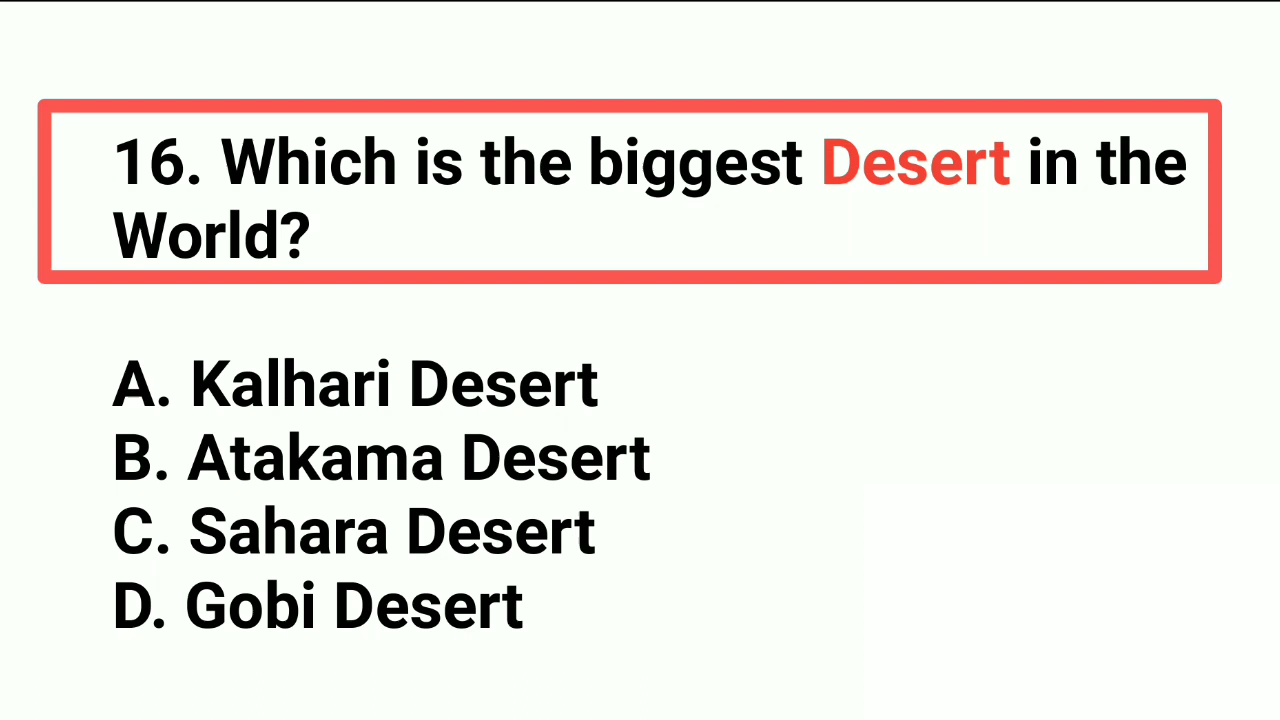 16. Which is the biggest Desert in the
World?
A. Kalhari Desert
B. Atakama Desert
C. Sahara Desert
D. Gobi Desert